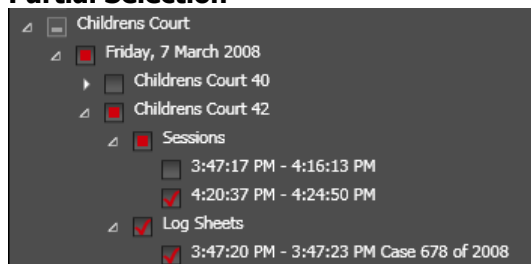 Partial Selection
Childrens Court
Friday, 7 March 2008
Childrens Court 40
Childrens Court 42
Sessions
3:47:17 PM - 4:16:13 PM
4:20:37 PM - 4:24:50 PM
Log Sheets
3:47:20 PM - 3:47:23 PM Case 678 of 2008